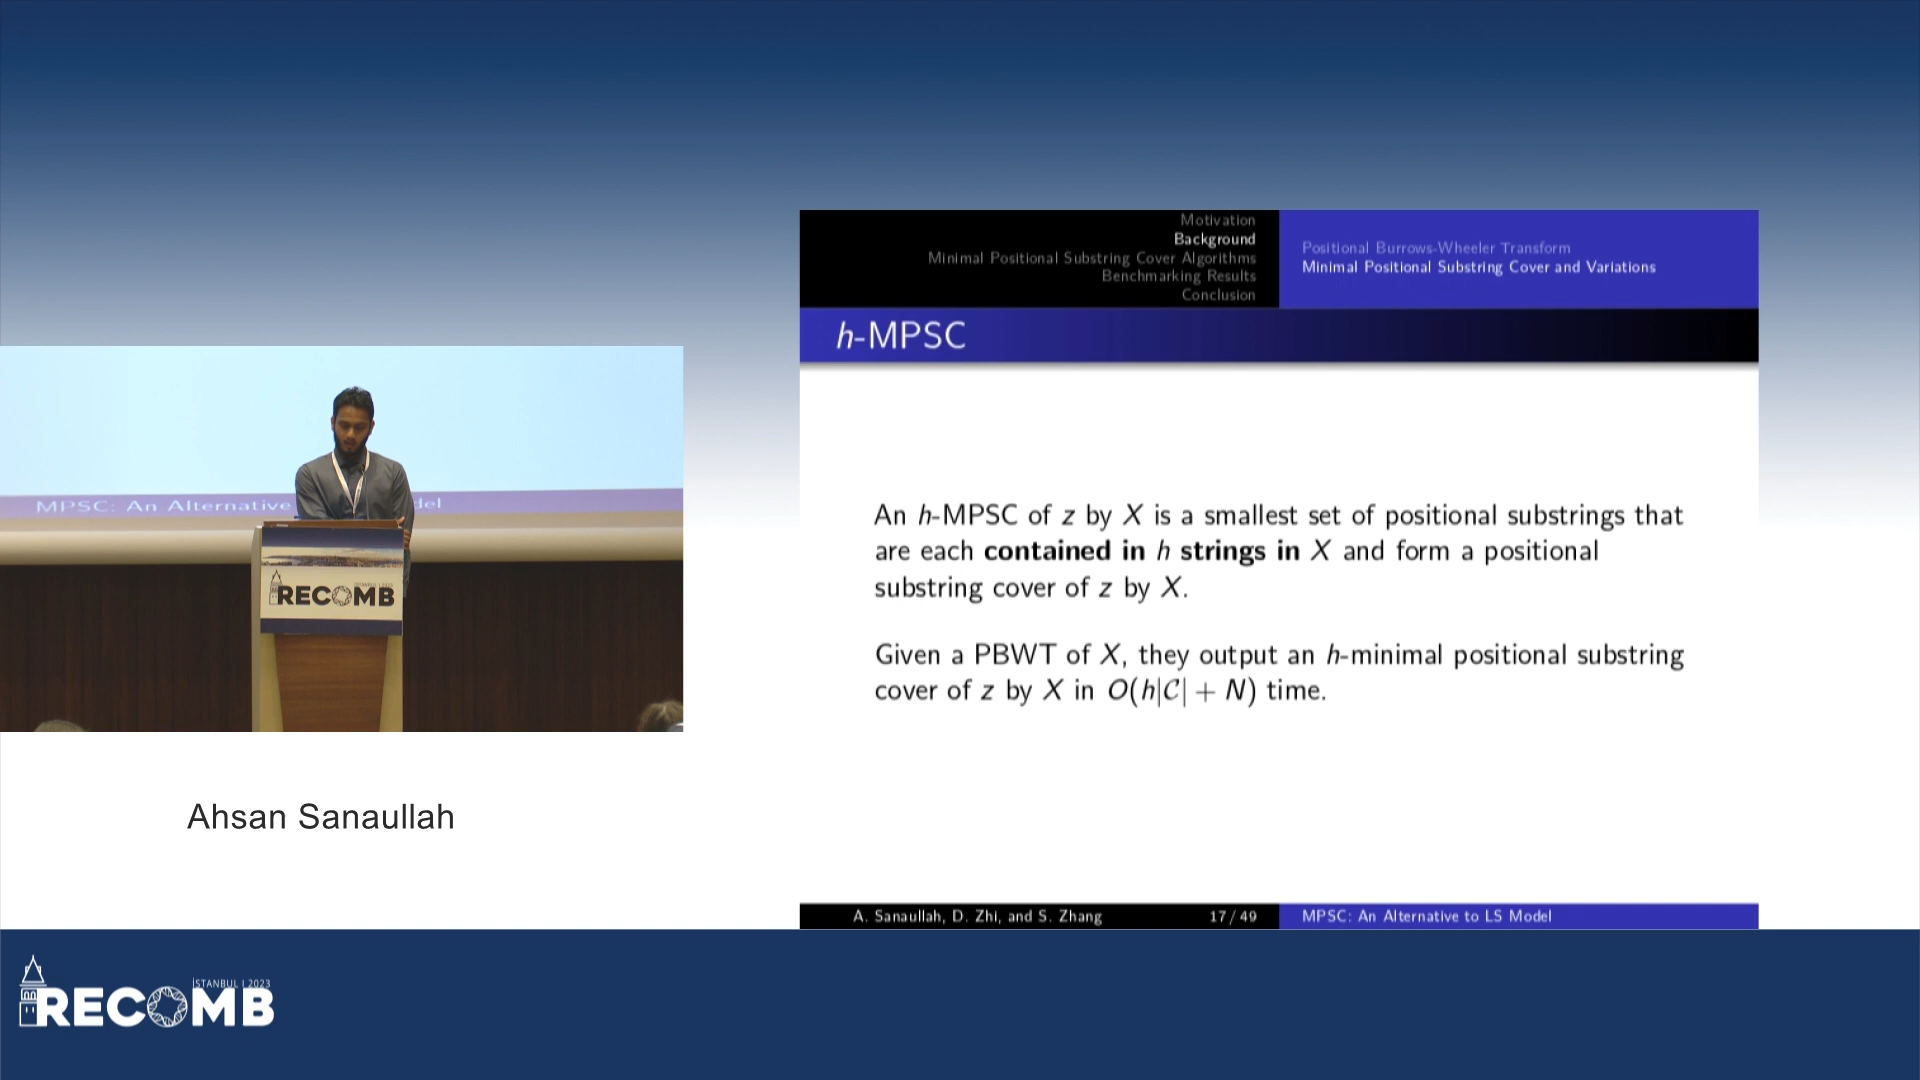 Motivation
Background
Minimal Positional Substring Cover Algorithms
Benchmarking Results
Conclusion
Positional Burrows-Wheeler Transform
Minimal Positional Substring Cover and Variations
h-MPSC
An h-MPSC of z by X is a smallest set of positional substrings that
are each contained in h strings in X and form a positional
substring cover of z by X.
Given a PBWT of X, they output an h-minimal positional substring
cover of z by X in O(h|C| + N) time.
A. Sanaullah, D. Zhi, and S. Zhang
17 / 49
MPSC: An Alternative to LS Model
MPSC: An Alternative
del
RECOMB
Ahsan Sanaullah
İSTANBUL | 2023
RECOMB